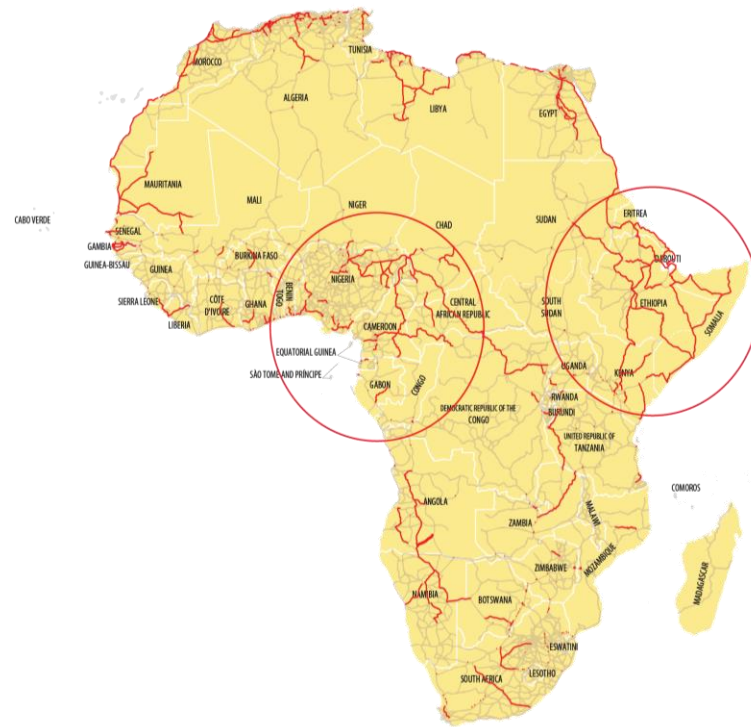 TUNISIA
MOROCCO
ALGERIA
LIBYA
EGYPT
MAURITANIA
MALI
NIGER
CHAD
SUDAN
ERITREA
CABO VERDE
SENEGAL
GAMBIA
GUINEA-BISSAU
GUINEA
BURKINA FASO
DJIBOUTI
NIGERIA
BENIN
TOGO
SIERRA LEONE
CÔTE
D'IVOIRE
GHANA
LIBERIA
CENTRAL
AFRICAN REPUBLIC
SOUTH
SUDAN
ETHIOPIA
SOMALIA
CAMEROON
EQUATORIAL GUINEA
SÃO TOME AND PRÍNCIPE
GABON
CONGO
UGANDA
KENYA
RWANDA
BURUNDI
DEMOCRATIC REPUBLIC OF THE
CONGO
UNITED REPUBLIC OF
TANZANIA
COMOROS
ANGOLA
ZAMBIA
MALAWI
MOZAMBIQUE
ZIMBABWE
MADAGASCAR
NAMIBIA
BOTSWANA
ESWATINI
LESOTHO
SOUTH AFRICA